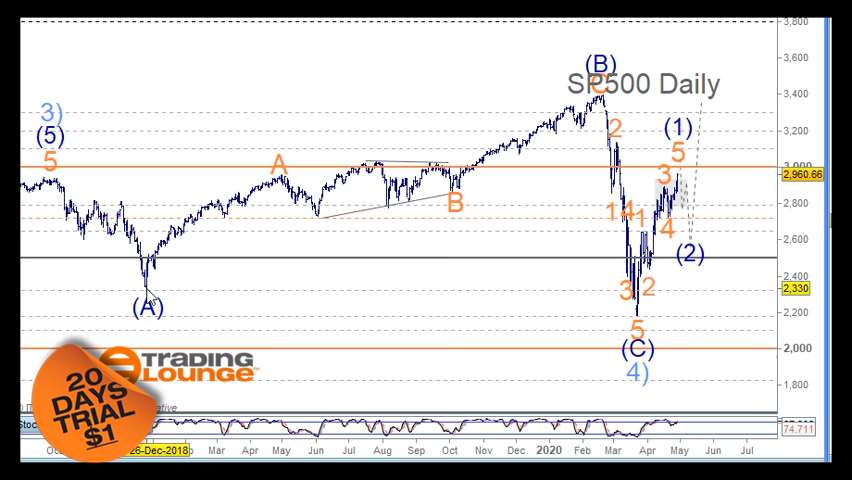 3,800
3,600
(B)
C
SP500 Daily
3,400
3)
3,200
(5)
2
(1)
5
A
5
3,000
2,960.66
3
2,800
B
1 4 1
4
2,600
(2)
2,400
(A)
3
2
2,330
2,200
5
(C)
2,000
4)
1,800
TRADING
LOUNGE™
20
DAYS
TRIAL
$1
74.711
26-Dec-2018
Mar
Apr
May
Jun
Jul
Aug
Sep
Oct
Nov
Dec
2020
Feb
Mar
Apr
May
Jun
Jul